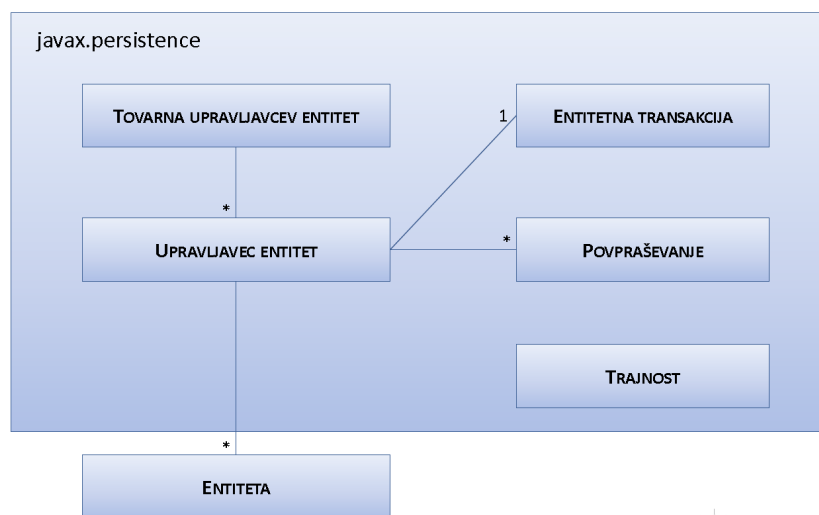 javax.persistence
TOVARNA UPRAVLJAVCEV ENTITET
1
ENTITETNA TRANSAKCIJA
*
UPRAVLJAVEC ENTITET
*
POVPRAŠEVANJE
TRAJNOST
*
ENTITETA